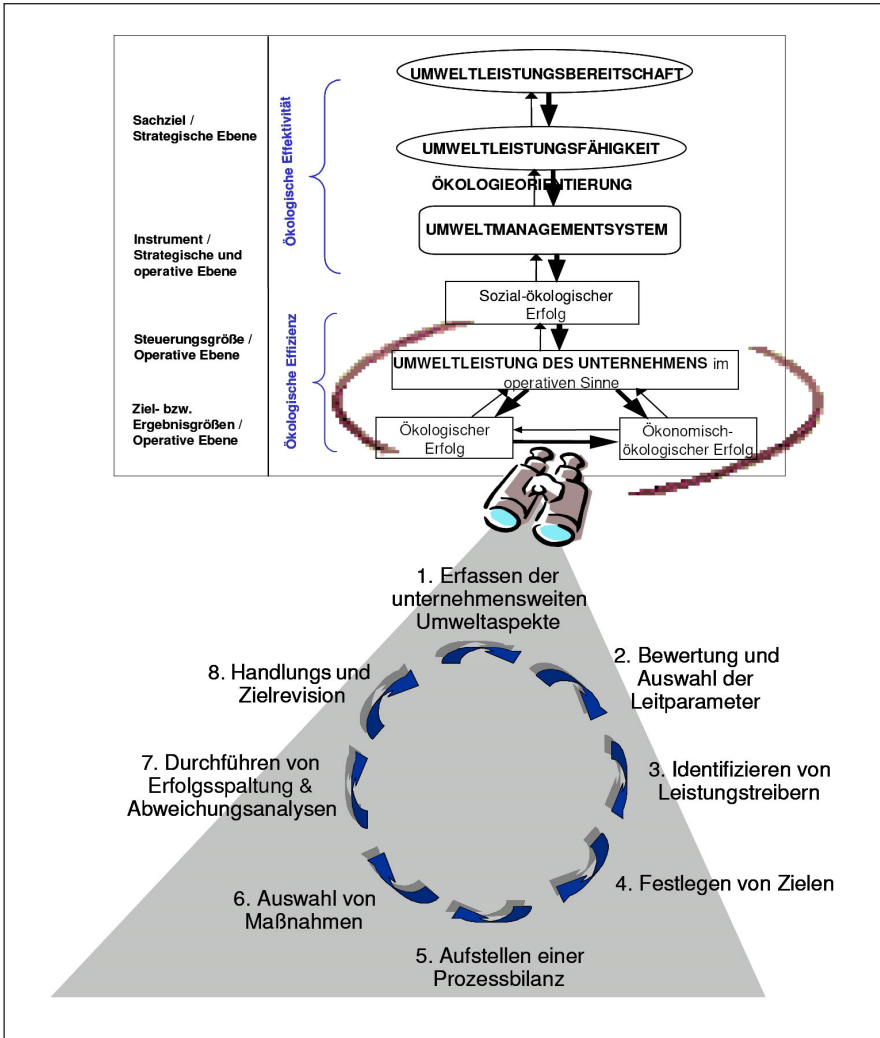 UMWELTLEISTUNGSBEREITSCHAFT
Sachziel /
Strategische Ebene
Ökologische Effektivität
UMWELTLEISTUNGSFÄHIGKEIT
ÖKOLOGIEORIENTIERUNG
UMWELTMANAGEMENTSYSTEM
Instrument /
Strategische und
operative Ebene
Sozial-ökologischer
Erfolg
Steuerungsgröße /
Operative Ebene
Ökologische Effizienz
UMWELTLEISTUNG DES UNTERNEHMENS im
operativen Sinne
Ziel- bzw.
Ergebnisgrößen /
Operative Ebene
Ökologischer
Erfolg
Ökonomisch-
ökologischer Erfolg
1. Erfassen der
unternehmensweiten
Umweltaspekte
2. Bewertung und
Auswahl der
Leitparameter
3. Identifizieren von
Leistungstreibern
4. Festlegen von Zielen
5. Aufstellen einer
Prozessbilanz
6. Auswahl von
Maßnahmen
7. Durchführen von
Erfolgsspaltung &
Abweichungsanalysen
8. Handlungs und
Zielrevision